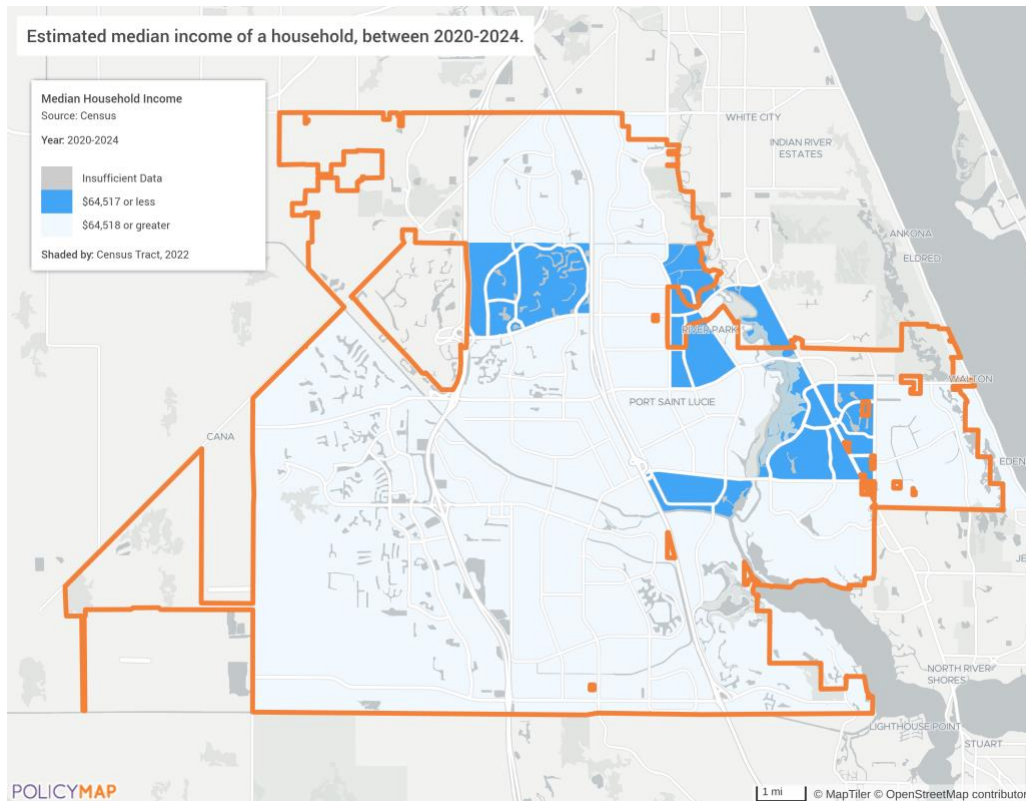 Estimated median income of a household, between 2020-2024.
Median Household Income
Source: Census
Year: 2020-2024
Insufficient Data
$64,517 or less
$64,518 or greater
Shaded by: Census Tract, 2022
WHITE CITY
INDIAN RIVER
ESTATES
ANKONA
ELDRED
RIVER PARK
WALTON
PORT SAINT LUCIE
CANA
EDEN
JE
NORTH RIVER
SHORES
LIGHTHOUSE POINT
STUART
POLICYMAP
1 mi
© MapTiler © OpenStreetMap contributor